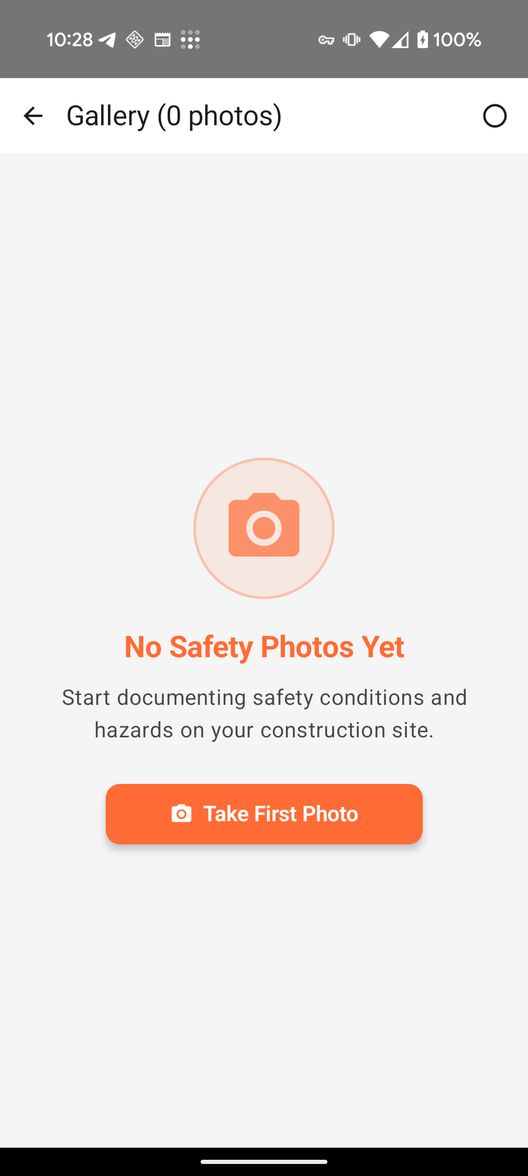 10:28 100%
Gallery (0 photos)
No Safety Photos Yet
Start documenting safety conditions and
hazards on your construction site.
Take First Photo